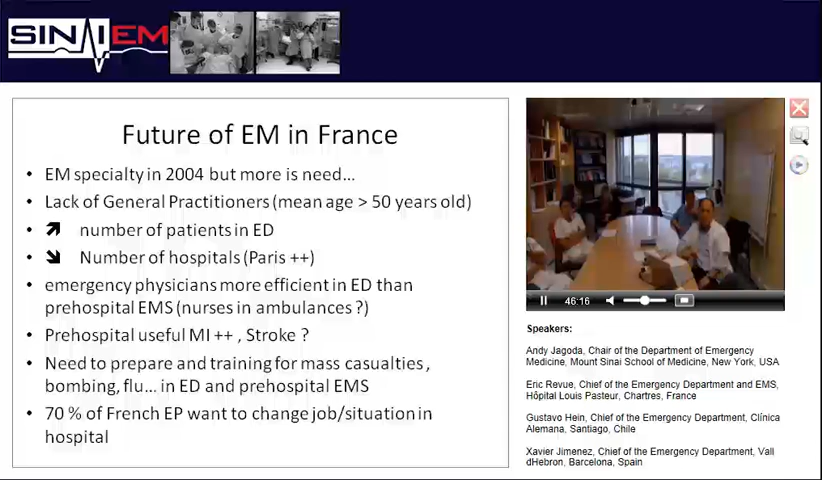 SINAIEM
Future of EM in France
• EM specialty in 2004 but more is need...
• Lack of General Practitioners (mean age > 50 years old)
• ↗ number of patients in ED
• ↘ Number of hospitals (Paris ++)
• emergency physicians more efficient in ED than
prehospital EMS (nurses in ambulances ?)
• Prehospital useful MI ++ , Stroke ?
• Need to prepare and training for mass casualties ,
bombing, flu... in ED and prehospital EMS
• 70 % of French EP want to change job/situation in
hospital
46:16
Speakers:
Andy Jagoda, Chair of the Department of Emergency
Medicine, Mount Sinai School of Medicine, New York, USA
Eric Revue, Chief of the Emergency Department and EMS,
Hôpital Louis Pasteur, Chartres, France
Gustavo Hein, Chief of the Emergency Department, Clínica
Alemana, Santiago, Chile
Xavier Jimenez, Chief of the Emergency Department, Vall
dHebron, Barcelona, Spain